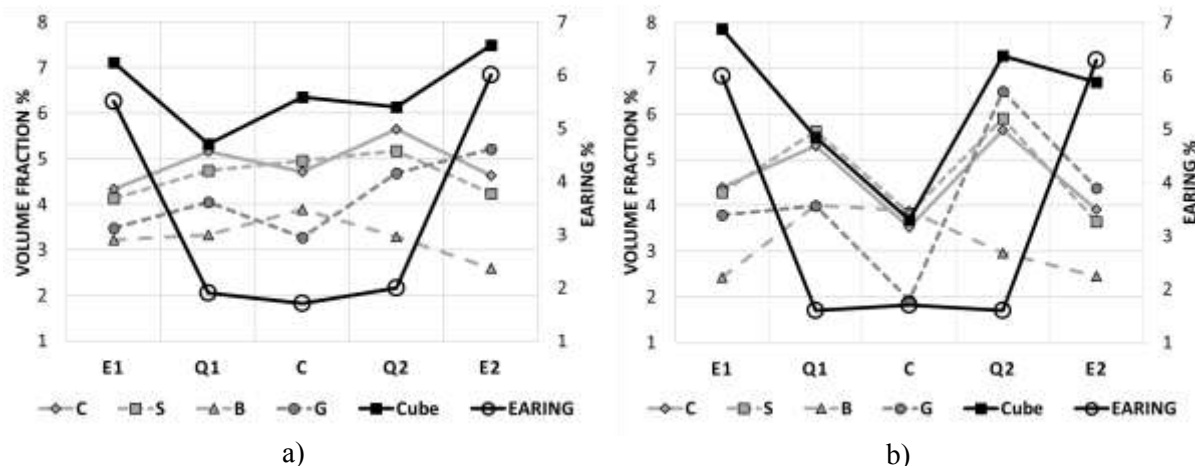 8 7
7 6
6 5
5 4
4 3
3 2
2
1 1
VOLUME FRACTION %
EARING %
E1 Q1 C Q2 E2
C S B G Cube EARING
a)
8 7
7 6
6 5
5 4
4 3
3 2
2
1 1
VOLUME FRACTION %
EARING %
E1 Q1 C Q2 E2
C S B G Cube EARING
b)